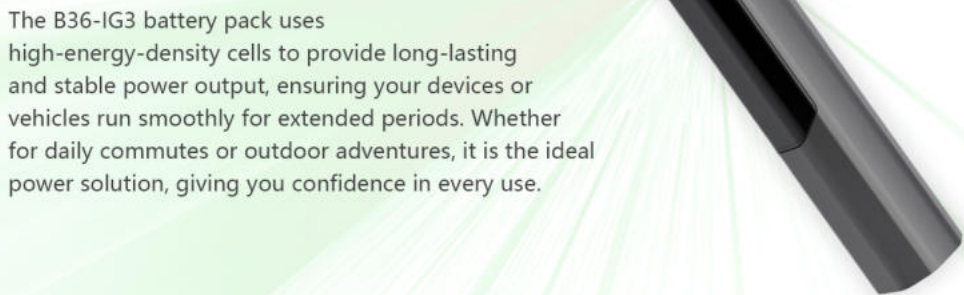 The B36-IG3 battery pack uses
high-energy-density cells to provide long-lasting
and stable power output, ensuring your devices or
vehicles run smoothly for extended periods. Whether
for daily commutes or outdoor adventures, it is the ideal
power solution, giving you confidence in every use.